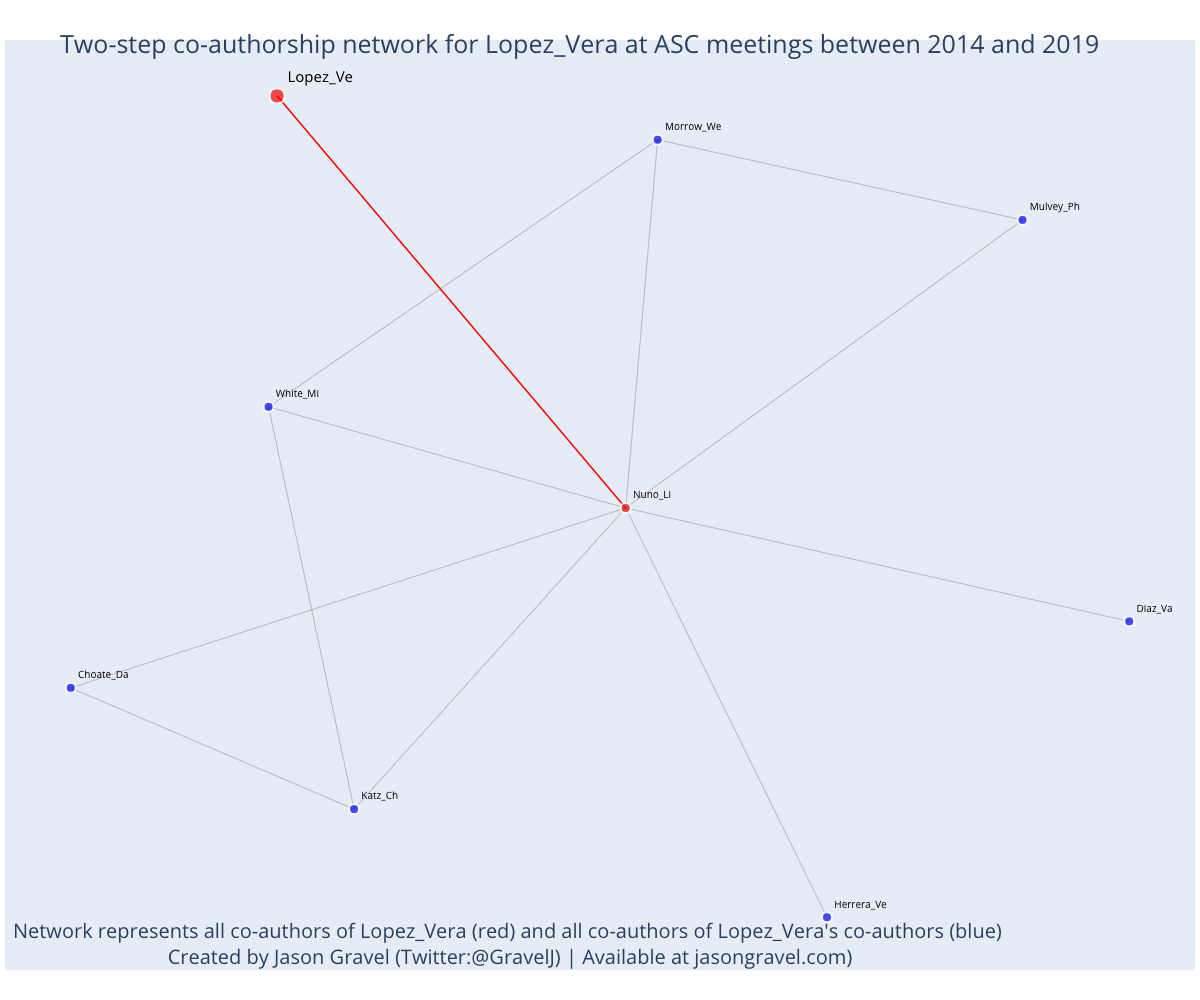 Two-step co-authorship network for Lopez_Vera at ASC meetings between 2014 and 2019
Lopez_Ve
Morrow_We
Mulvey_Ph
White_Mi
Nuno_Li
Diaz_Va
Choate_Da
Katz_Ch
Herrera_Ve
Network represents all co-authors of Lopez_Vera (red) and all co-authors of Lopez_Vera's co-authors (blue)
Created by Jason Gravel (Twitter:@GravelJ) | Available at jasongravel.com)